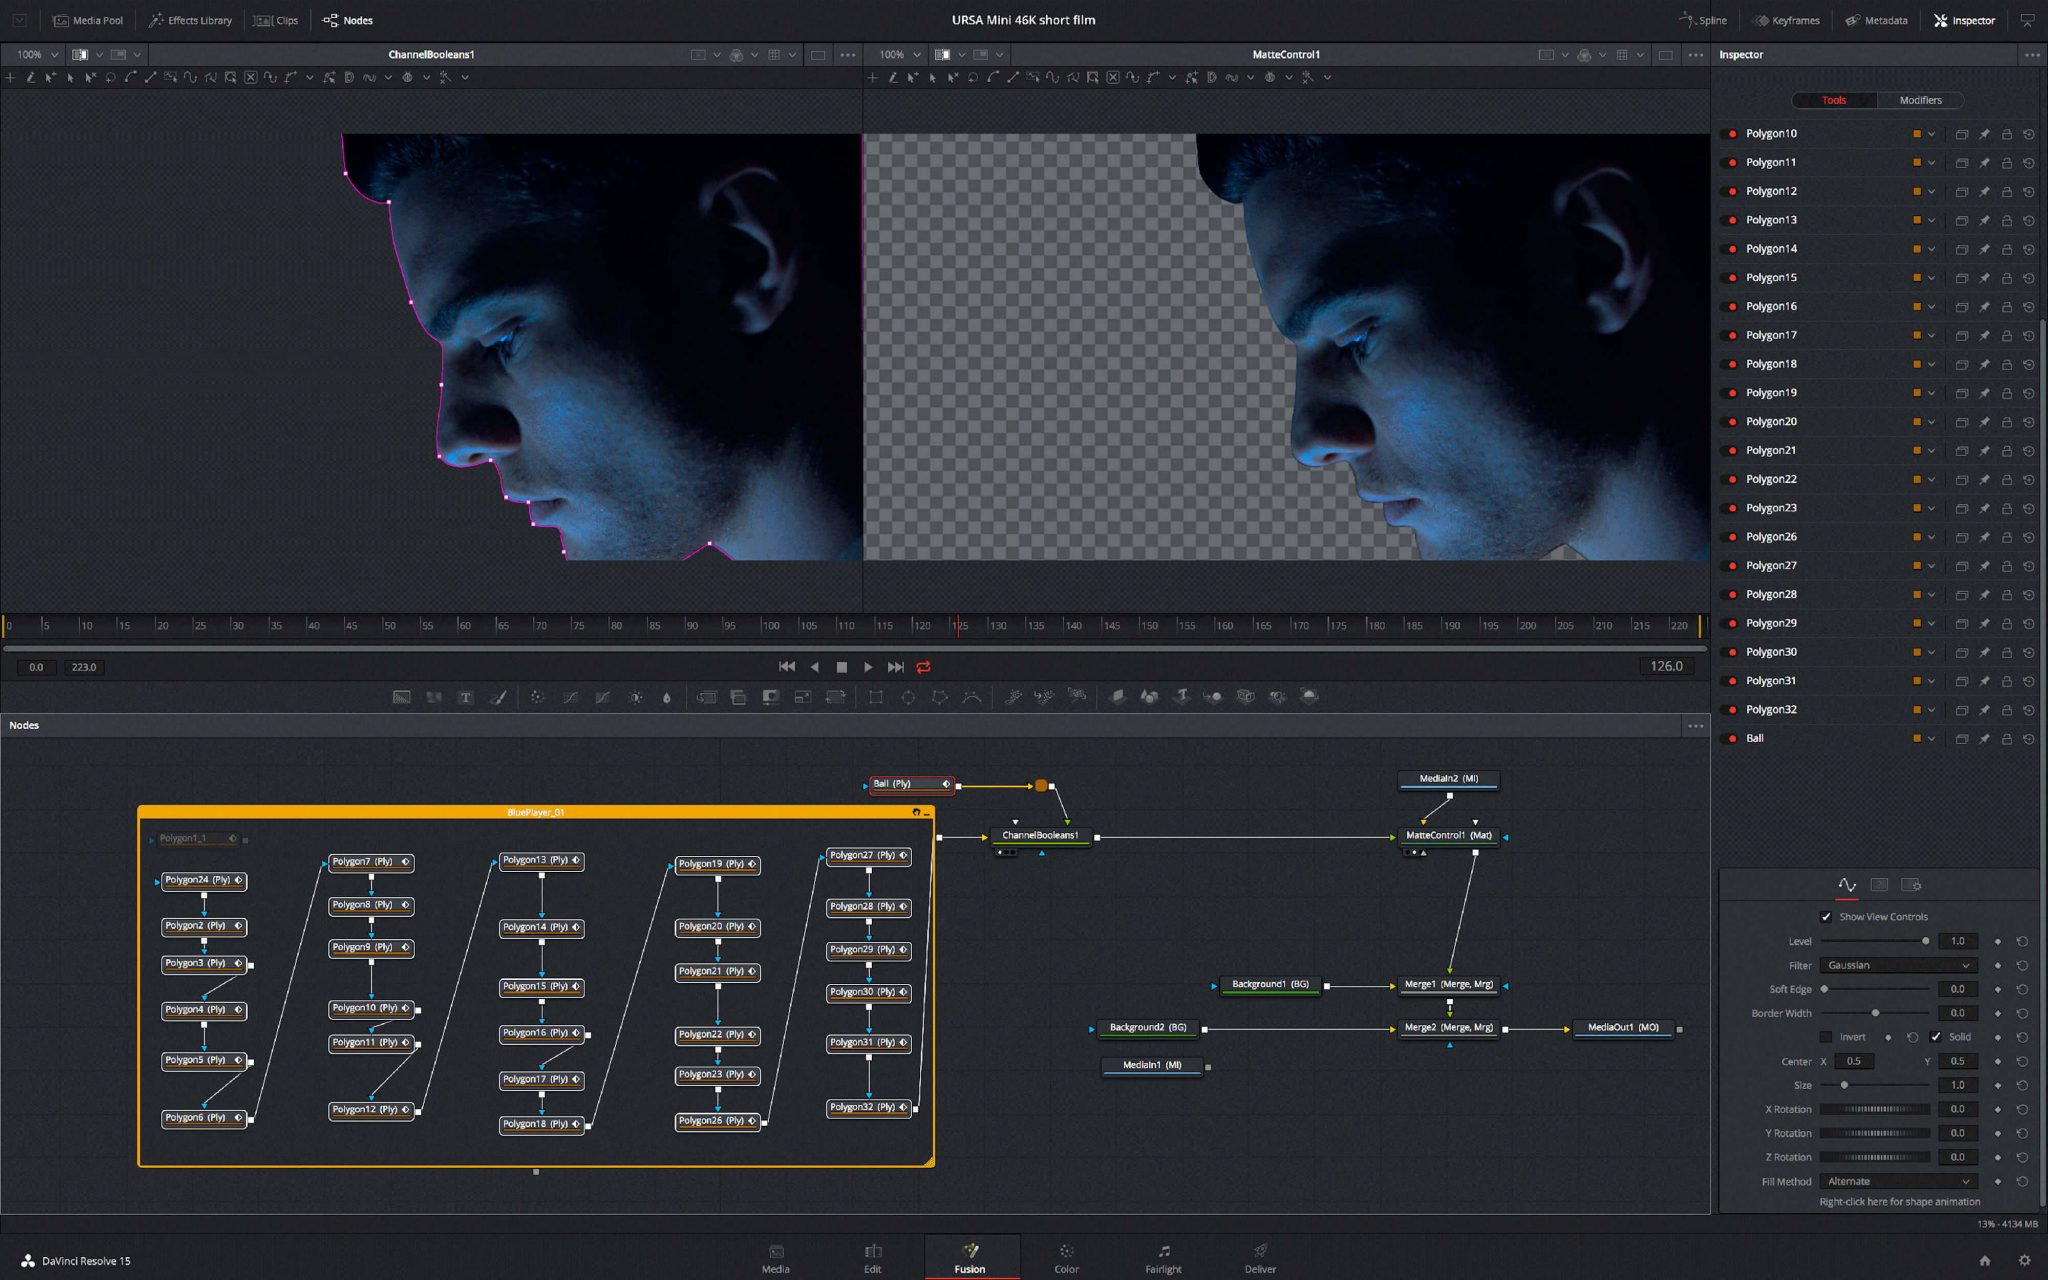 Media Pool Effects Library Clips Nodes URSA Mini 46K short film Spline Keyframes Metadata Inspector
100% ChannelBooleans1 100% MatteControl1 Inspector
Tools Modifiers
Polygon10
Polygon11
Polygon12
Polygon13
Polygon14
Polygon15
Polygon16
Polygon17
Polygon18
Polygon19
Polygon20
Polygon21
Polygon22
Polygon23
Polygon26
Polygon27
Polygon28
Polygon29
Polygon30
Polygon31
Polygon32
Ball
0 5 10 15 20 25 30 35 40 45 50 55 60 65 70 75 80 85 90 95 100 105 110 115 120 125 130 135 140 145 150 155 160 165 170 175 180 185 190 195 200 205 210 215 220
0.0 223.0 126.0
Nodes
Ball (Ply)
MediaIn2 (MI)
BluePlayer_01
ChannelBooleans1
MatteControl1 (Mat)
Polygon1_1
Polygon24 (Ply)
Polygon2 (Ply)
Polygon3 (Ply)
Polygon4 (Ply)
Polygon5 (Ply)
Polygon6 (Ply)
Polygon7 (Ply)
Polygon8 (Ply)
Polygon9 (Ply)
Polygon10 (Ply)
Polygon11 (Ply)
Polygon12 (Ply)
Polygon13 (Ply)
Polygon14 (Ply)
Polygon15 (Ply)
Polygon16 (Ply)
Polygon17 (Ply)
Polygon18 (Ply)
Polygon19 (Ply)
Polygon20 (Ply)
Polygon21 (Ply)
Polygon22 (Ply)
Polygon23 (Ply)
Polygon26 (Ply)
Polygon27 (Ply)
Polygon28 (Ply)
Polygon29 (Ply)
Polygon30 (Ply)
Polygon31 (Ply)
Polygon32 (Ply)
Background1 (BG)
Merge1 (Merge, Mrg)
Background2 (BG)
Merge2 (Merge, Mrg)
MediaOut1 (MO)
MediaIn1 (MI)
Show View Controls
Level 1.0
Filter Gaussian
Soft Edge 0.0
Border Width 0.0
Invert Solid
Center X 0.5 Y 0.5
Size 1.0
X Rotation 0.0
Y Rotation 0.0
Z Rotation 0.0
Fill Method Alternate
Right-click here for shape animation
13% - 4134 MB
DaVinci Resolve 15 Media Edit Fusion Color Fairlight Deliver